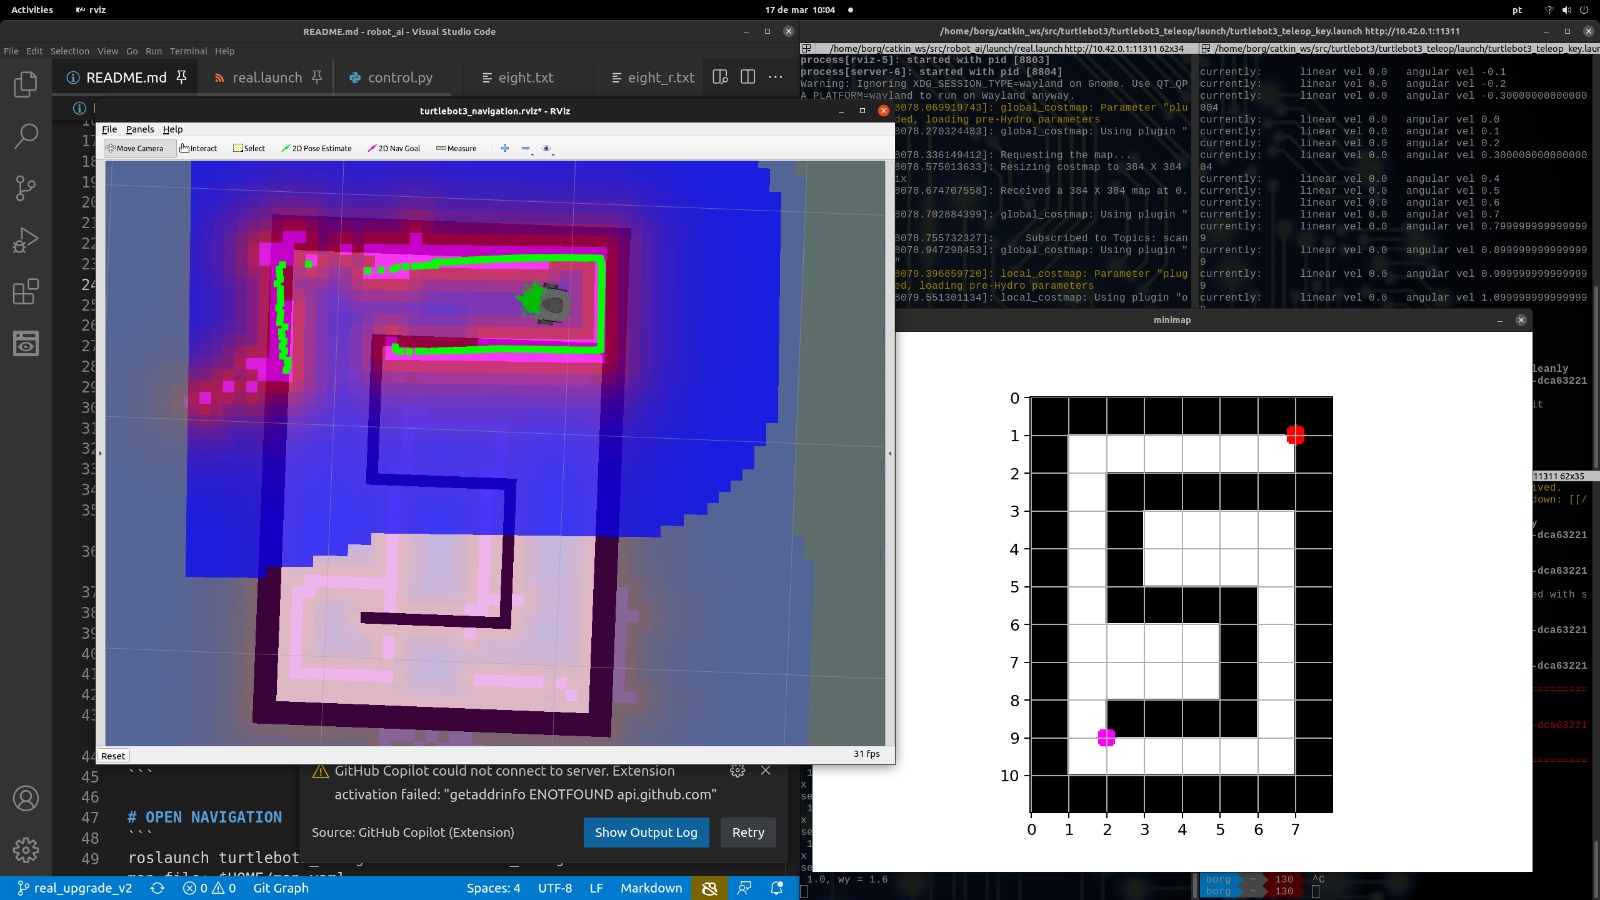 Activities
rviz
17 de mar 10:04
pt
README.md - robot_ai - Visual Studio Code
File Edit Selection View Go Run Terminal Help
README.md
real.launch
control.py
eight.txt
eight_r.txt
turtlebot3_navigation.rviz* - RViz
File Panels Help
Move Camera
Interact
Select
2D Pose Estimate
2D Nav Goal
Measure
17
18
19
20
21
22
23
24
25
26
27
28
29
30
31
32
33
34
35
36
37
38
39
40
41
42
43
44
45
46
47
48
49
Reset
31 fps
```
# OPEN NAVIGATION
```
roslaunch turtlebot
GitHub Copilot could not connect to server. Extension
activation failed: "getaddrinfo ENOTFOUND api.github.com"
Source: GitHub Copilot (Extension)
Show Output Log
Retry
real_upgrade_v2
0
0
Git Graph
Spaces: 4
UTF-8
LF
Markdown
/home/borg/catkin_ws/src/turtlebot3/turtlebot3_teleop/launch/turtlebot3_teleop_key.launch http://10.42.0.1:11311
/home/borg/catkin_ws/src/robot_ai/launch/real.launch http://10.42.0.1:11311 62x34
process[rviz-5]: started with pid [8803]
process[server-6]: started with pid [8804]
Warning: Ignoring XDG_SESSION_TYPE=wayland on Gnome. Use QT_QP
A_PLATFORM=wayland to run on Wayland anyway.
8078.069919743]: global_costmap: Parameter "plu
ded, loading pre-Hydro parameters
8078.270324483]: global_costmap: Using plugin "
8078.336149412]: Requesting the map...
8078.575013633]: Resizing costmap to 384 X 384
ix
8078.674707558]: Received a 384 X 384 map at 0.
8078.702884399]: global_costmap: Using plugin "
8078.755732327]: Subscribed to Topics: scan
8078.947298453]: global_costmap: Using plugin "
"
8079.396859720]: local_costmap: Parameter "plug
ded, loading pre-Hydro parameters
8079.551301134]: local_costmap: Using plugin "o
/home/borg/catkin_ws/src/turtlebot3/turtlebot3_teleop/launch/turtlebot3_teleop_key.laun
currently: linear vel 0.0 angular vel -0.1
currently: linear vel 0.0 angular vel -0.2
currently: linear vel 0.0 angular vel -0.30000000000000
004
currently: linear vel 0.0 angular vel 0.0
currently: linear vel 0.0 angular vel 0.1
currently: linear vel 0.0 angular vel 0.2
currently: linear vel 0.0 angular vel 0.300000000000000
04
currently: linear vel 0.0 angular vel 0.4
currently: linear vel 0.0 angular vel 0.5
currently: linear vel 0.0 angular vel 0.6
currently: linear vel 0.0 angular vel 0.7
currently: linear vel 0.0 angular vel 0.799999999999999
9
currently: linear vel 0.0 angular vel 0.899999999999999
9
currently: linear vel 0.0 angular vel 0.999999999999999
9
currently: linear vel 0.0 angular vel 1.099999999999999
minimap
0
1
2
3
4
5
6
7
8
9
10
0 1 2 3 4 5 6 7
leanly
-dca63221
it
11311 62x35
ived.
down: [[/
y
-dca63221
-dca63221
ed with s
-dca63221
-dca63221
=========
-dca63221
=========
1
x
se
1
x
se
1
x
se
1.0, wy = 1.6
borg ~ 130 ^C
borg ~ 130